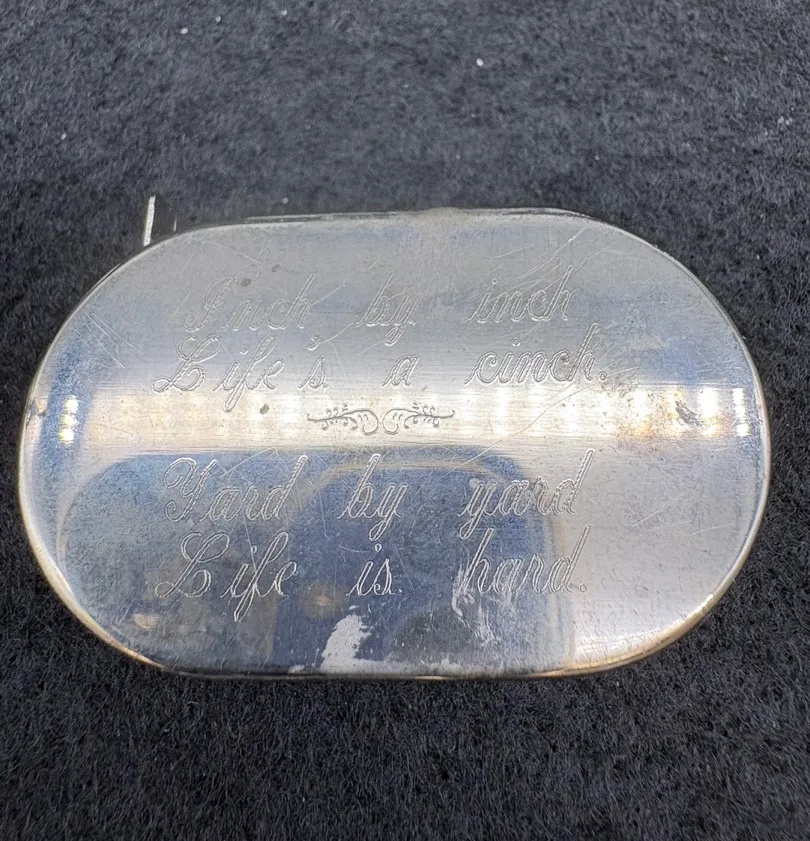 Inch by inch
Life's a cinch.
Yard by yard
Life is hard.